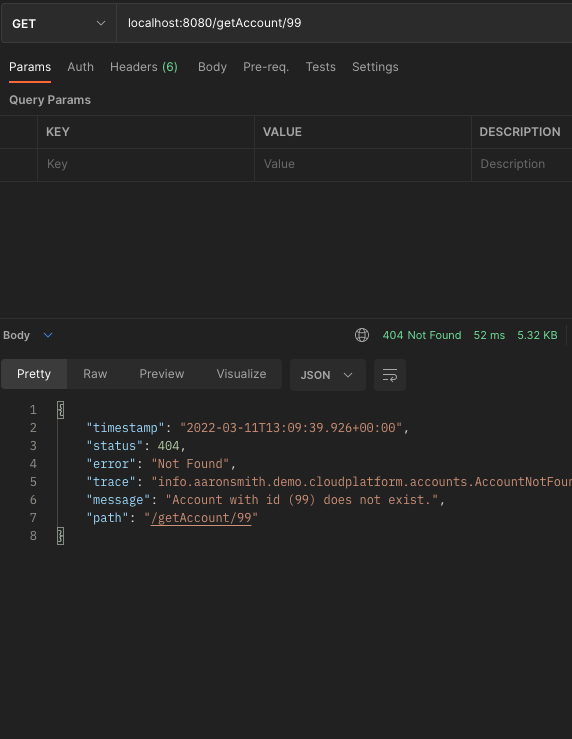 GET localhost:8080/getAccount/99
Params Auth Headers (6) Body Pre-req. Tests Settings
Query Params
KEY VALUE DESCRIPTION
Key Value Description
Body 404 Not Found 52 ms 5.32 KB
Pretty Raw Preview Visualize JSON
1 {
2 "timestamp": "2022-03-11T13:09:39.926+00:00",
3 "status": 404,
4 "error": "Not Found",
5 "trace": "info.aaronsmith.demo.cloudplatform.accounts.AccountNotFoun
6 "message": "Account with id (99) does not exist.",
7 "path": "/getAccount/99"
8 }